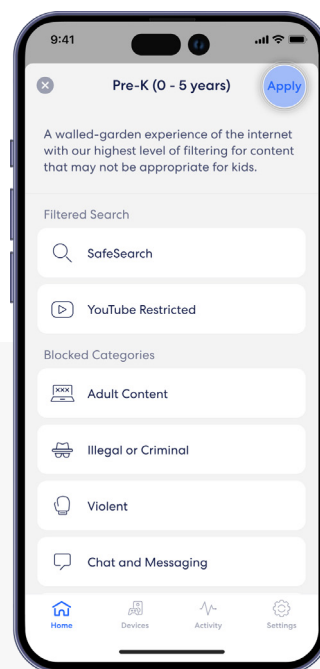 9:41
Pre-K (0 - 5 years)
Apply
A walled-garden experience of the internet
with our highest level of filtering for content
that may not be appropriate for kids.
Filtered Search
SafeSearch
YouTube Restricted
Blocked Categories
XXX
Adult Content
Illegal or Criminal
Violent
Chat and Messaging
Home
Devices
Activity
Settings